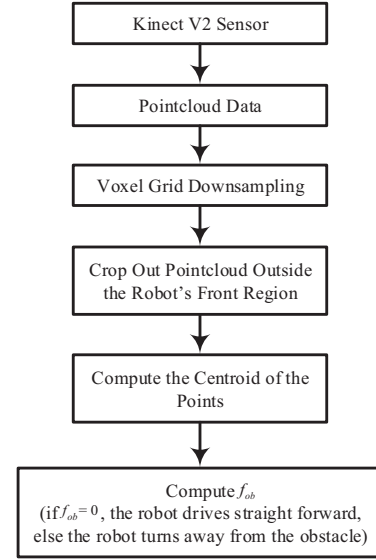 Kinect V2 Sensor
Pointcloud Data
Voxel Grid Downsampling
Crop Out Pointcloud Outside
the Robot's Front Region
Compute the Centroid of the
Points
Compute f_ob
(if f_ob=0, the robot drives straight forward,
else the robot turns away from the obstacle)